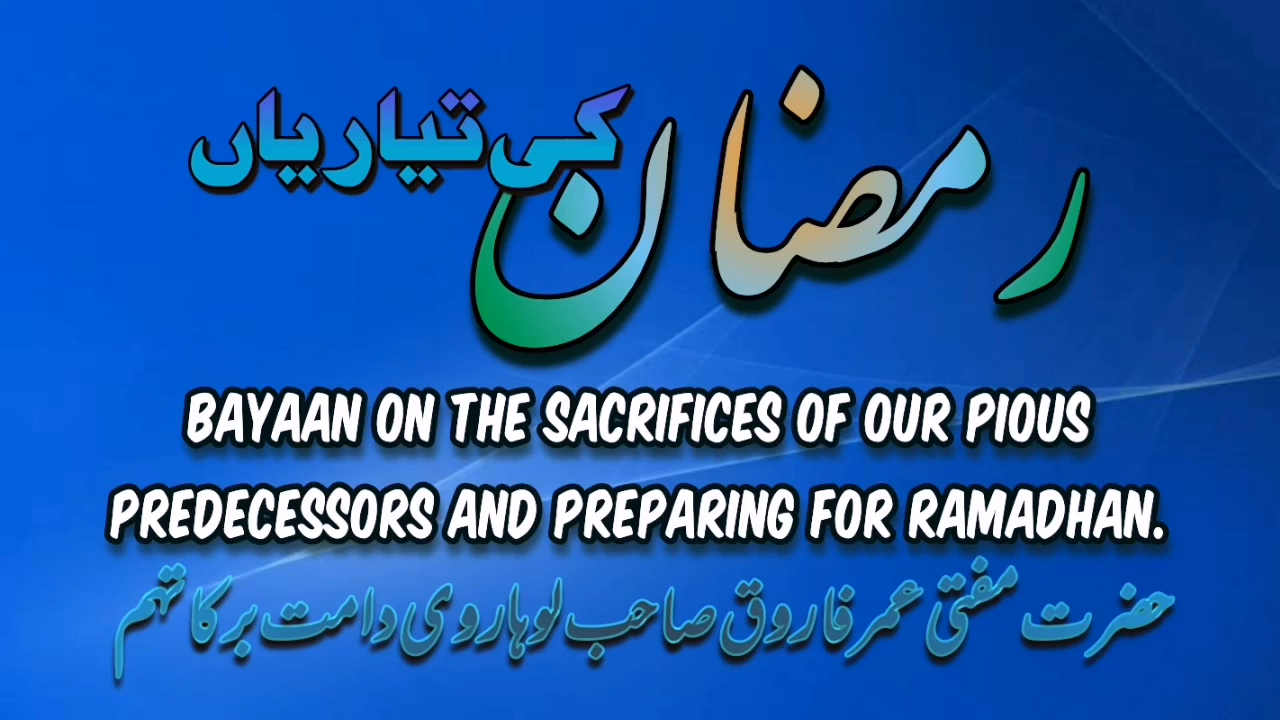 رمضان کی تیاریاں
BAYAAN ON THE SACRIFICES OF OUR PIOUS
PREDECESSORS AND PREPARING FOR RAMADHAN.
حضرت مفتی عمر فاروق صاحب لوہاروی دامت برکاتہم